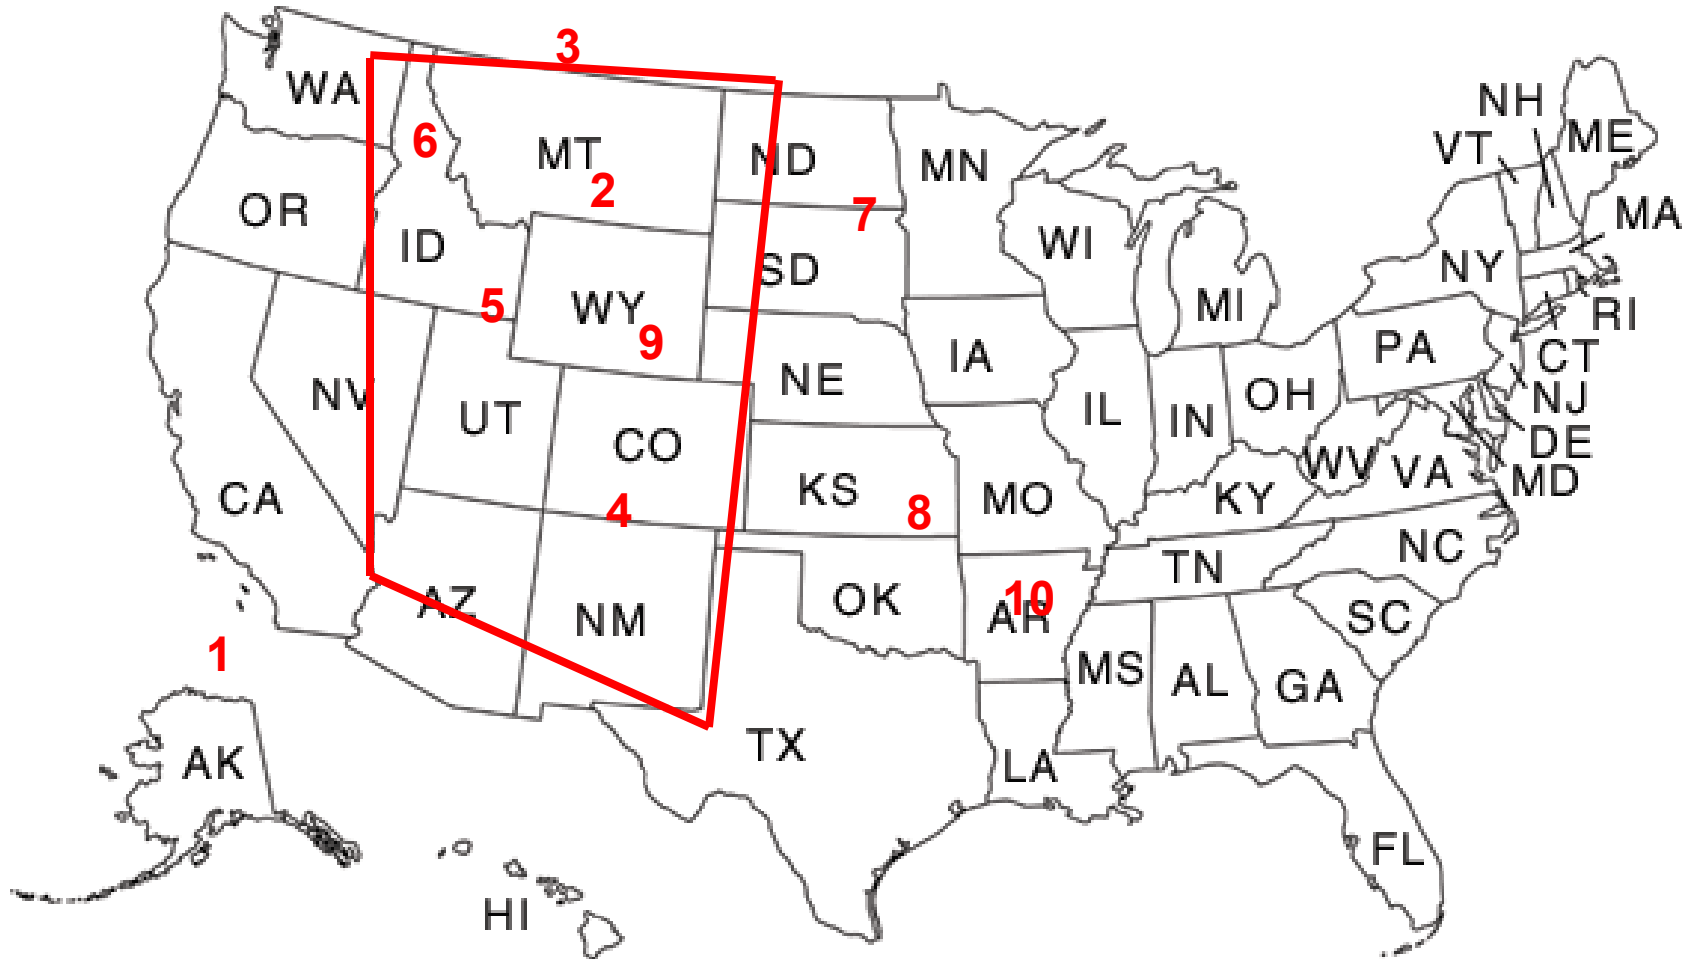 3
WA
NH
ME
VT
6
MT
ND
MN
2
MA
OR
7
ID
WI
NY
SD
5
WY
MI
RI
9
IA
PA
CT
NV
NE
NJ
UT
CO
IL
IN
OH
DE
CA
KS
MO
KY
WV
VA
MD
4
8
NC
TN
AZ
NM
OK
10
AR
SC
1
MS
AL
GA
AK
TX
LA
FL
HI